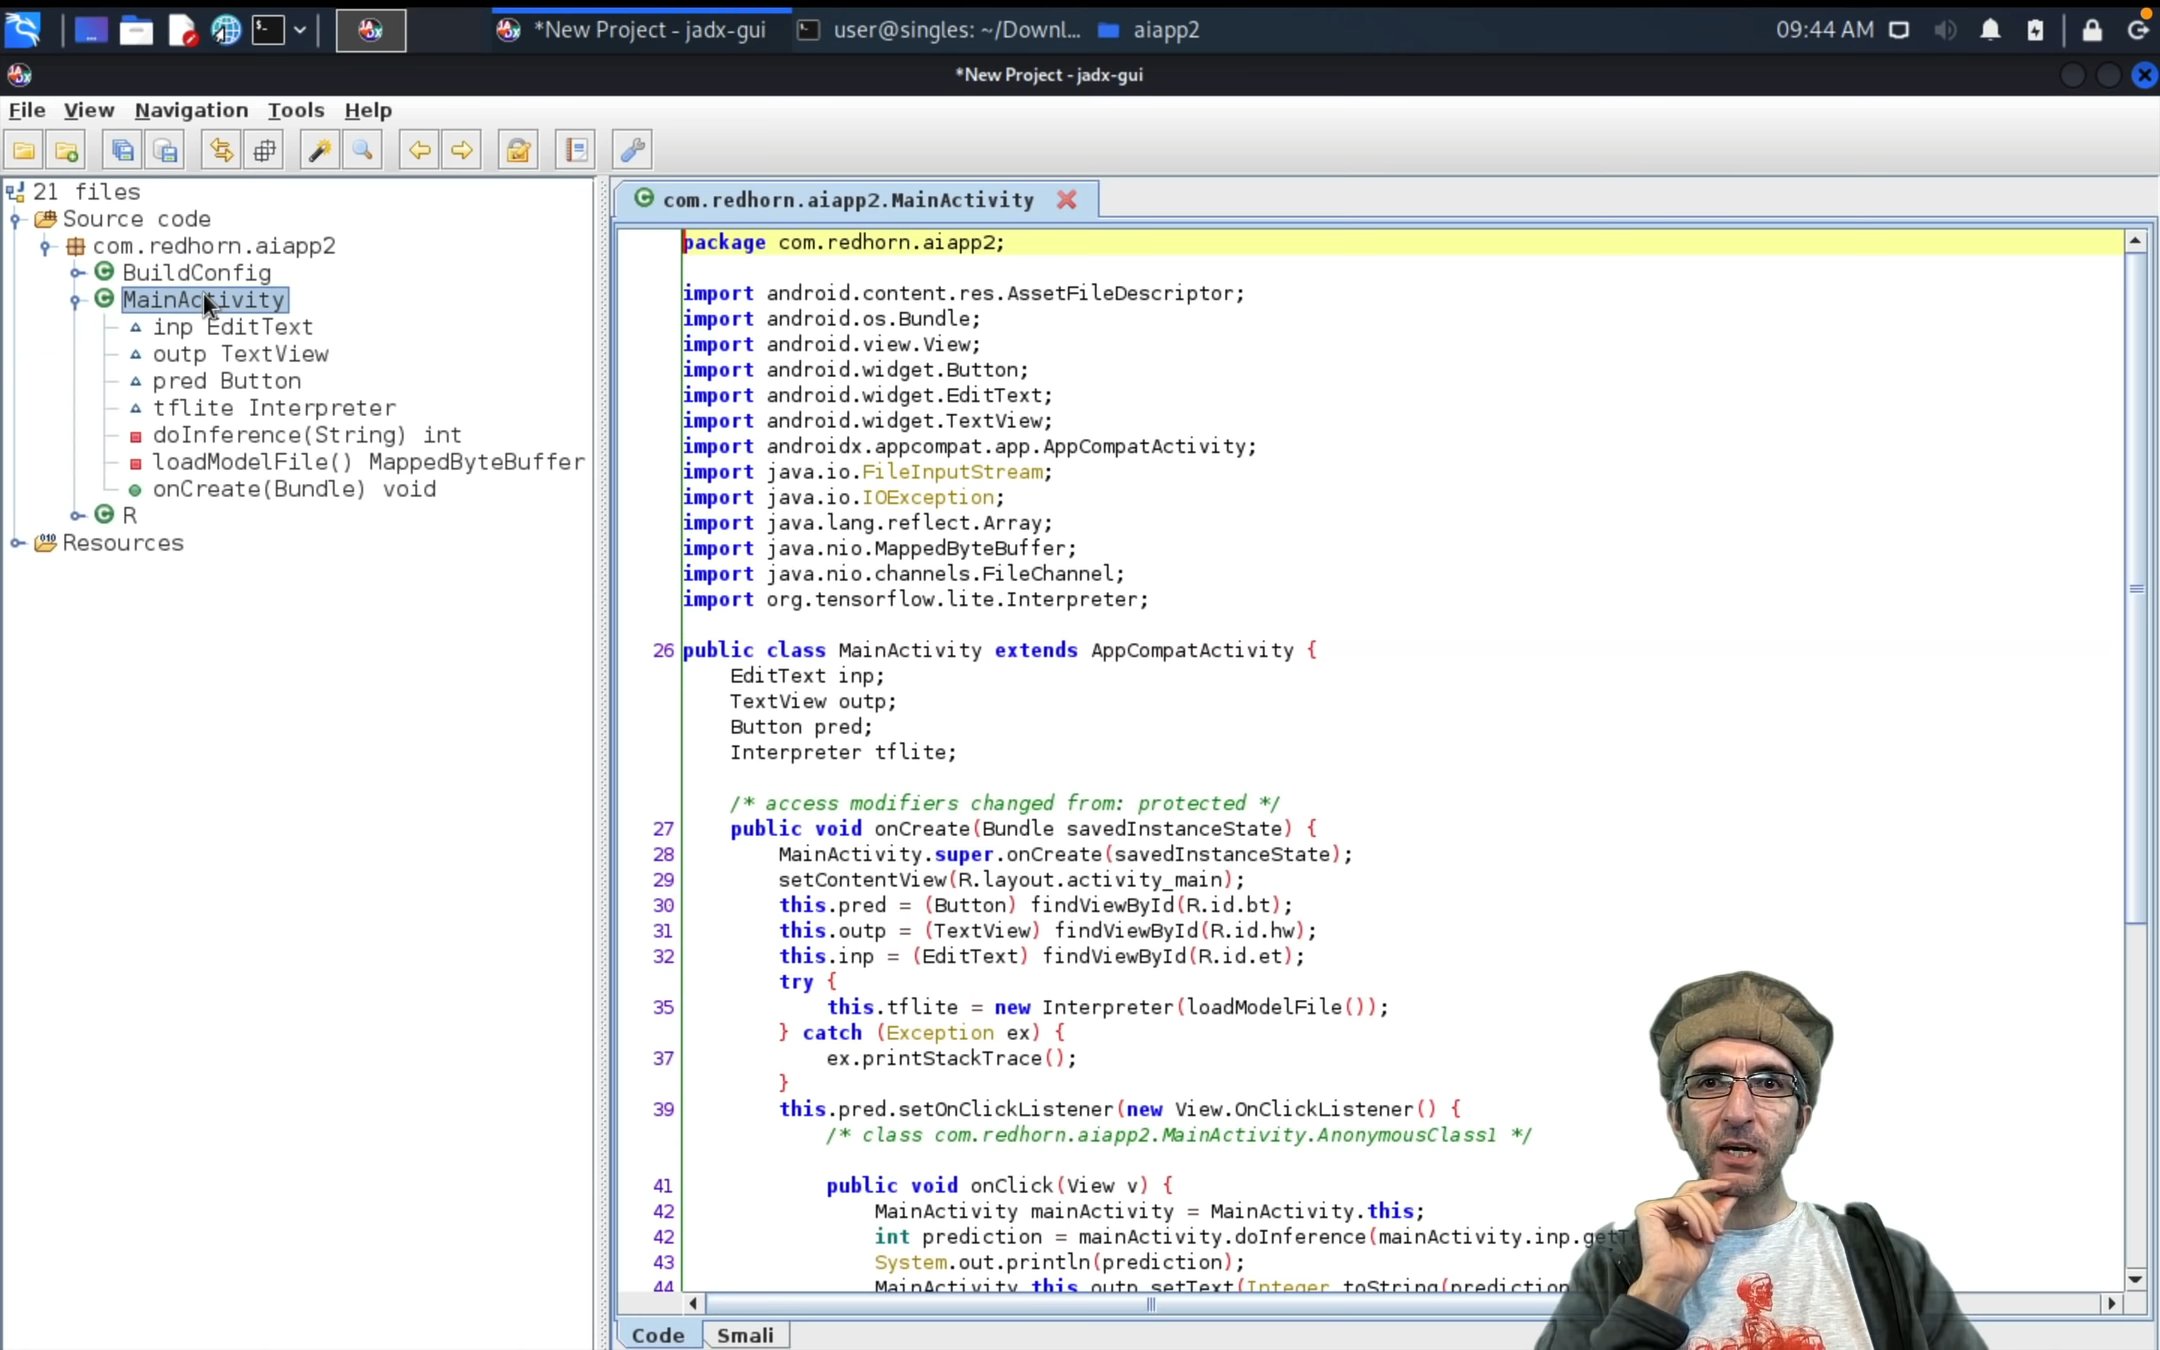 *New Project - jadx-gui
user@singles: ~/Downl...
aiapp2
09:44 AM
*New Project - jadx-gui
File View Navigation Tools Help
21 files
Source code
com.redhorn.aiapp2
BuildConfig
MainActivity
inp EditText
outp TextView
pred Button
tflite Interpreter
doInference(String) int
loadModelFile() MappedByteBuffer
onCreate(Bundle) void
R
Resources
com.redhorn.aiapp2.MainActivity
package com.redhorn.aiapp2;
import android.content.res.AssetFileDescriptor;
import android.os.Bundle;
import android.view.View;
import android.widget.Button;
import android.widget.EditText;
import android.widget.TextView;
import androidx.appcompat.app.AppCompatActivity;
import java.io.FileInputStream;
import java.io.IOException;
import java.lang.reflect.Array;
import java.nio.MappedByteBuffer;
import java.nio.channels.FileChannel;
import org.tensorflow.lite.Interpreter;
26 public class MainActivity extends AppCompatActivity {
EditText inp;
TextView outp;
Button pred;
Interpreter tflite;
/* access modifiers changed from: protected */
27 public void onCreate(Bundle savedInstanceState) {
28 MainActivity.super.onCreate(savedInstanceState);
29 setContentView(R.layout.activity_main);
30 this.pred = (Button) findViewById(R.id.bt);
31 this.outp = (TextView) findViewById(R.id.hw);
32 this.inp = (EditText) findViewById(R.id.et);
try {
35 this.tflite = new Interpreter(loadModelFile());
} catch (Exception ex) {
37 ex.printStackTrace();
}
39 this.pred.setOnClickListener(new View.OnClickListener() {
/* class com.redhorn.aiapp2.MainActivity.AnonymousClass1 */
41 public void onClick(View v) {
42 MainActivity mainActivity = MainActivity.this;
42 int prediction = mainActivity.doInference(mainActivity.inp.getT
43 System.out.println(prediction);
44 MainActivity.this.outp.setText(Integer.toString(prediction
Code Smali